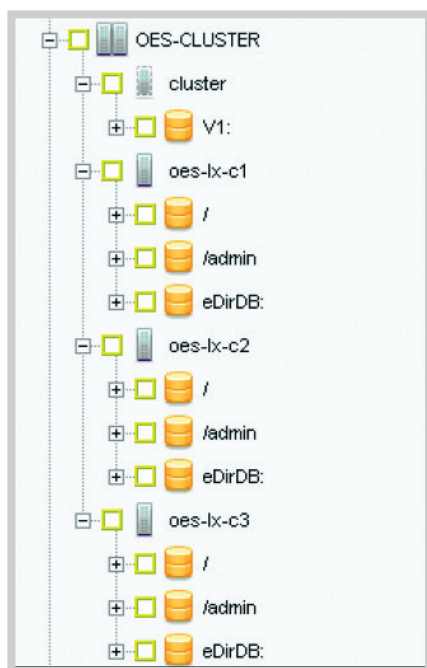 OES-CLUSTER
cluster
V1:
oes-lx-c1
/
/admin
eDirDB:
oes-lx-c2
/
/admin
eDirDB:
oes-lx-c3
/
/admin
eDirDB: